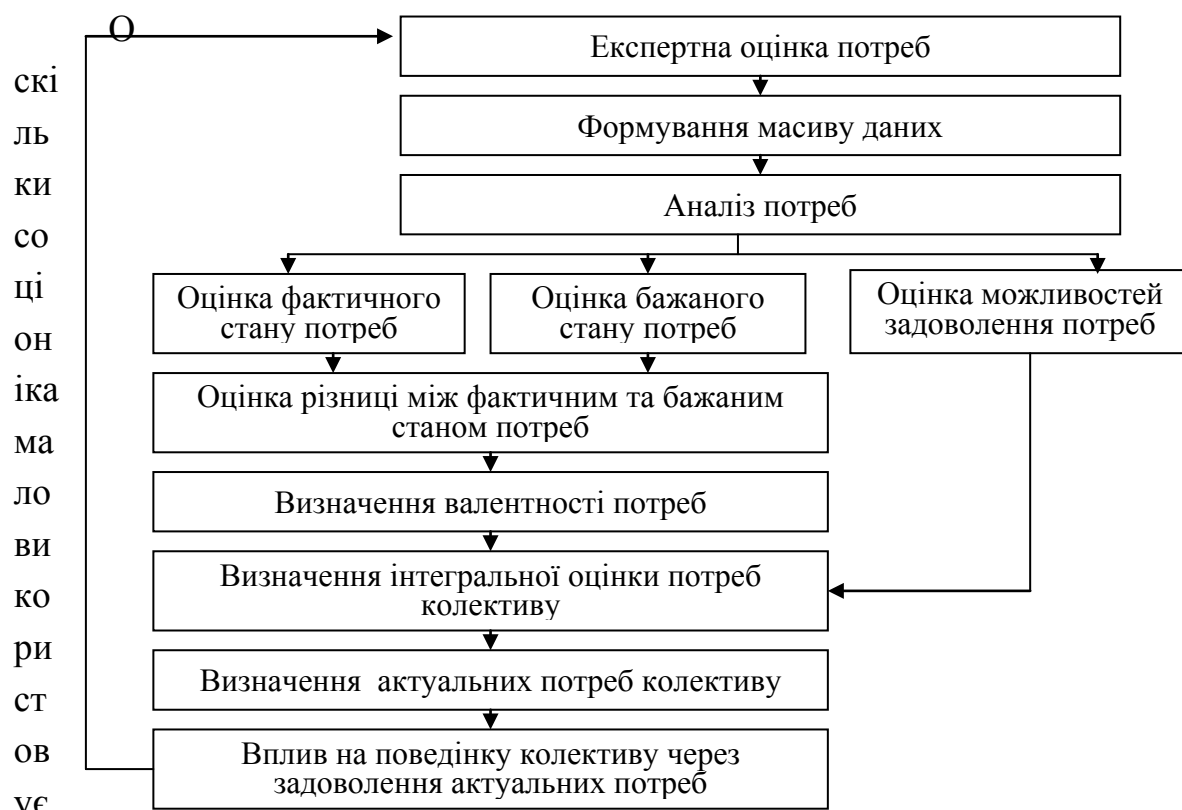 О
скі
ль
ки
со
ці
он
іка
ма
ло
ви
ко
ри
ст
ов
ує
Експертна оцінка потреб
Формування масиву даних
Аналіз потреб
Оцінка фактичного
стану потреб
Оцінка бажаного
стану потреб
Оцінка можливостей
задоволення потреб
Оцінка різниці між фактичним та бажаним
станом потреб
Визначення валентності потреб
Визначення інтегральної оцінки потреб
колективу
Визначення актуальних потреб колективу
Вплив на поведінку колективу через
задоволення актуальних потреб